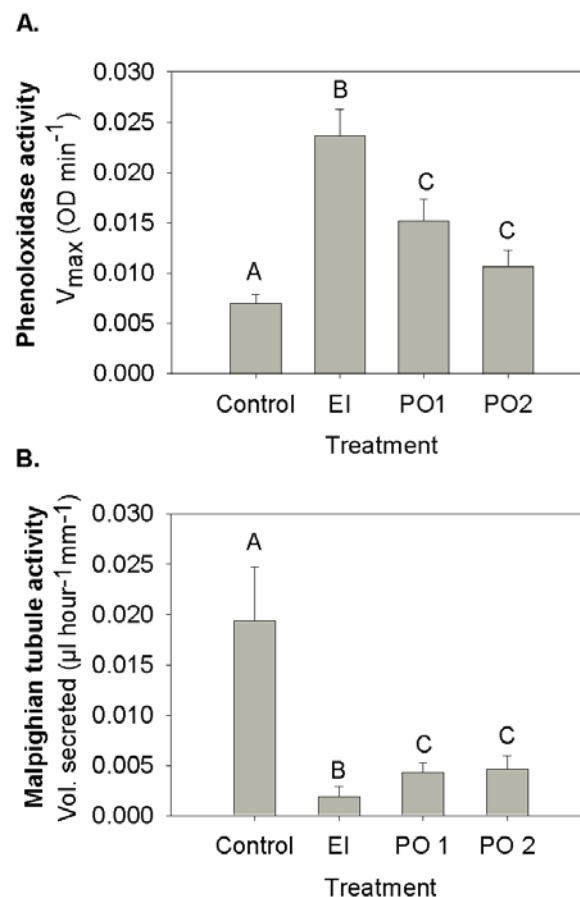 A.
Phenoloxidase activity
Vmax (OD min-1)
0.030
0.025
0.020
0.015
0.010
0.005
0.000
A
B
C
C
Control EI PO1 PO2
Treatment
B.
Malpighian tubule activity
Vol. secreted (µl hour-1mm-1)
0.030
0.025
0.020
0.015
0.010
0.005
0.000
A
B
C
C
Control EI PO 1 PO 2
Treatment